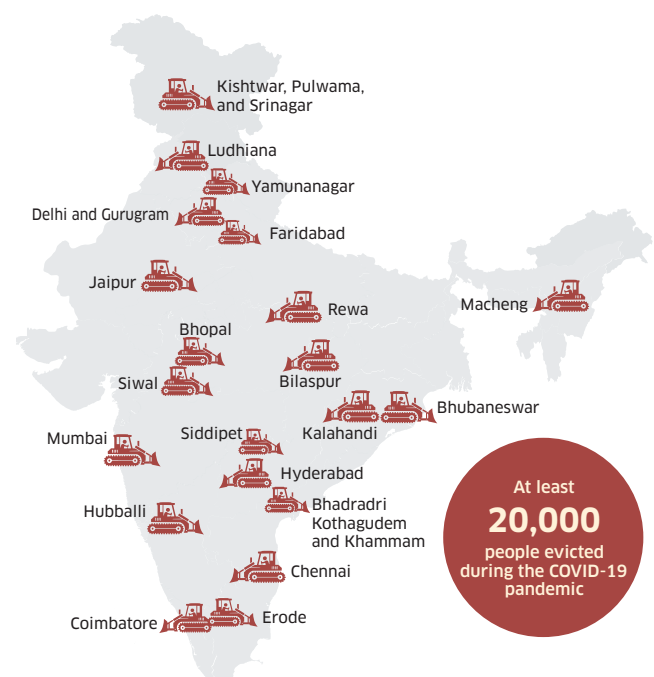 Kishtwar, Pulwama,
and Srinagar
Ludhiana
Yamunanagar
Delhi and Gurugram
Faridabad
Jaipur
Rewa
Macheng
Bhopal
Siwal
Bilaspur
Kalahandi
Bhubaneswar
Mumbai
Siddipet
Hyderabad
Hubballi
Bhadradri
Kothagudem
and Khammam
Chennai
Coimbatore
Erode
At least
20,000
people evicted
during the COVID-19
pandemic